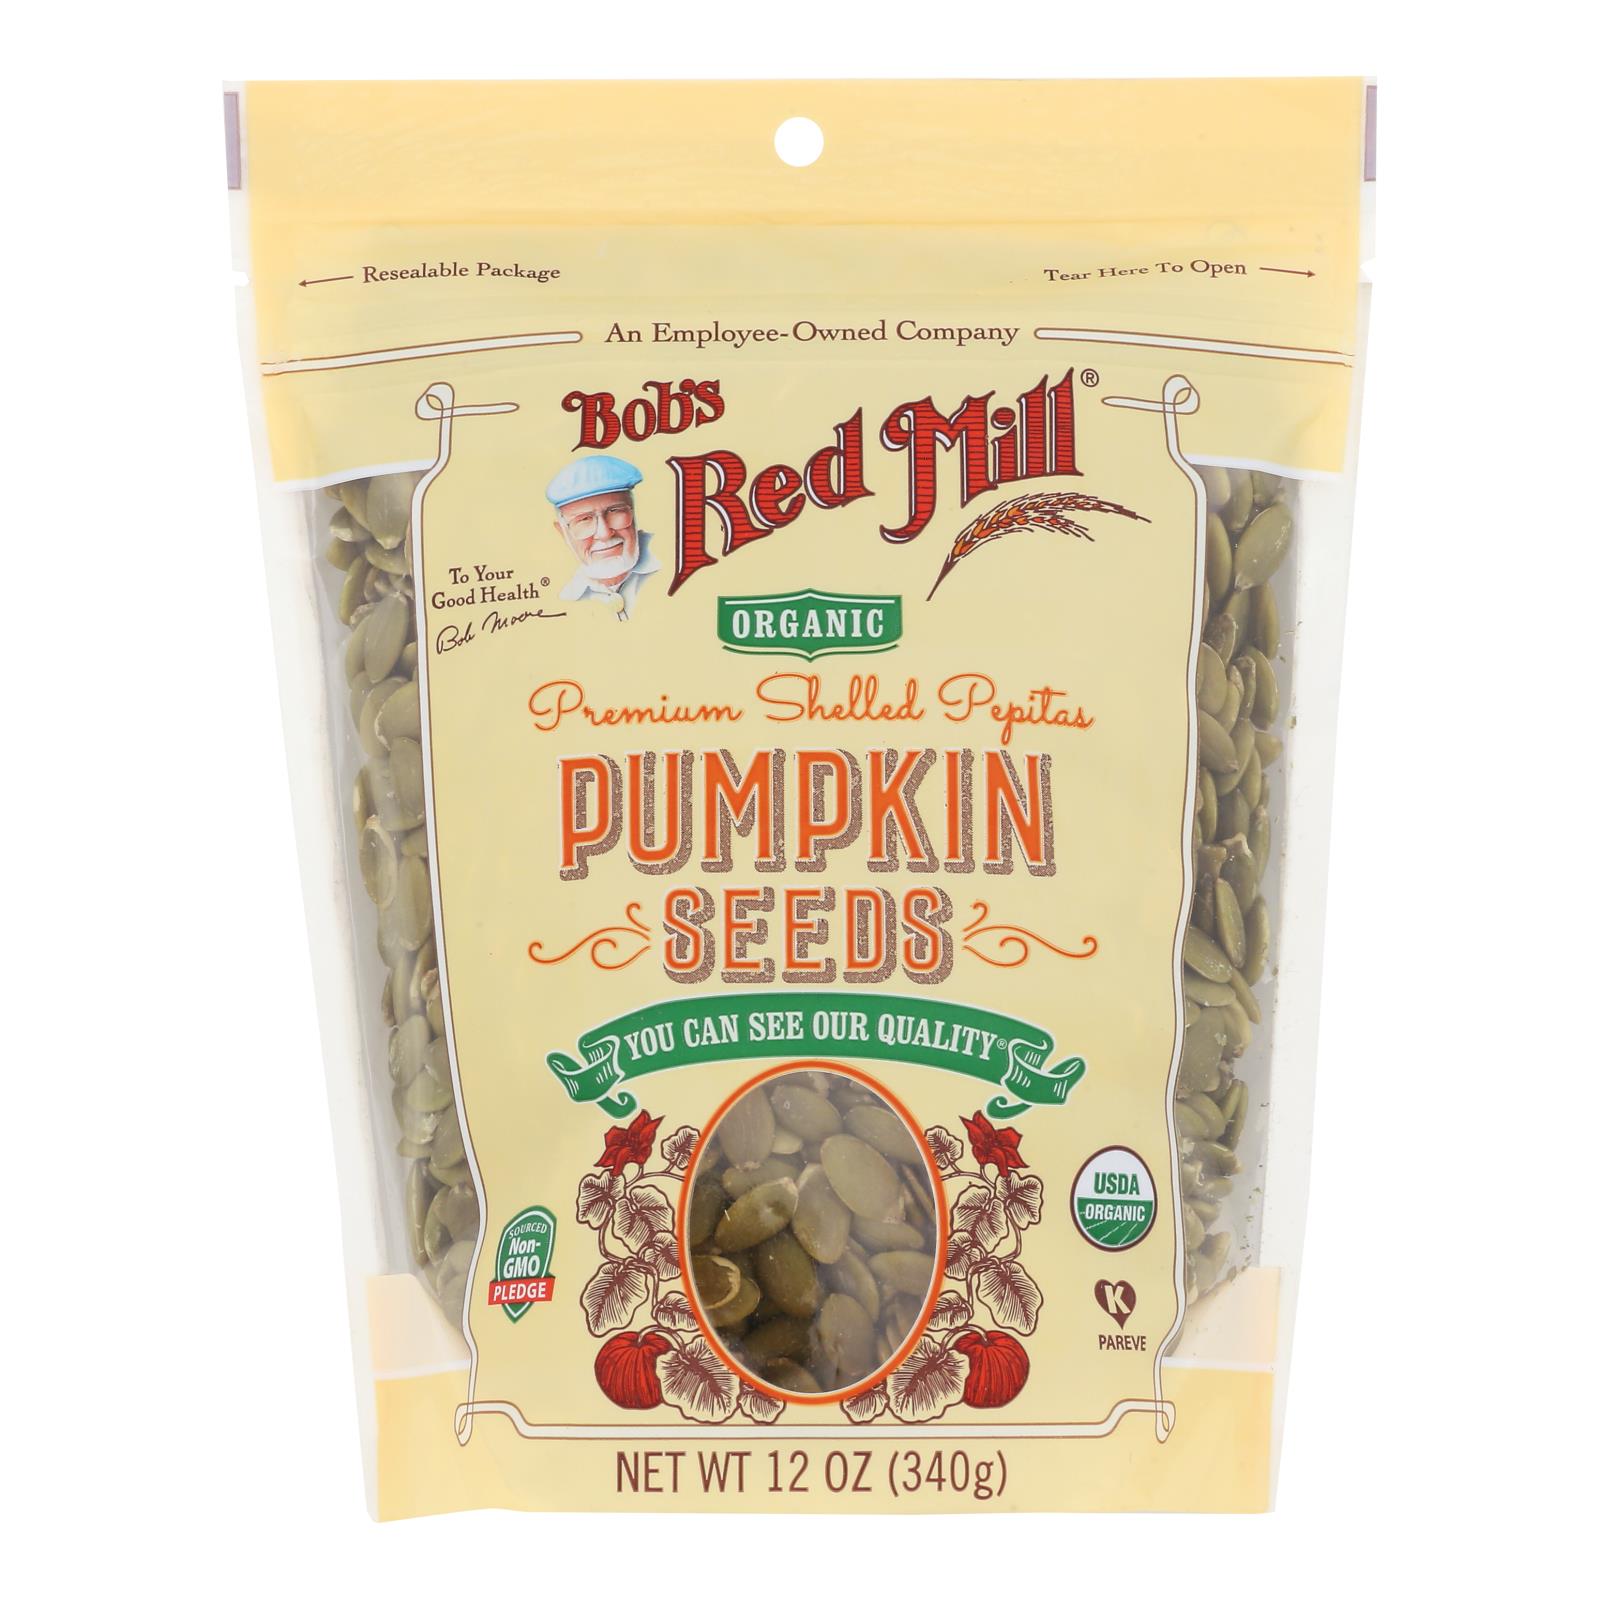 Resealable Package
Tear Here To Open
An Employee-Owned Company
Bob's
Red Mill®
To Your
Good Health®
Bob Moore
ORGANIC
Premium Shelled Pepitas
PUMPKIN
SEEDS
YOU CAN SEE OUR QUALITY®
SOURCED
Non-
GMO
PLEDGE
USDA
ORGANIC
K
PAREVE
NET WT 12 OZ (340g)